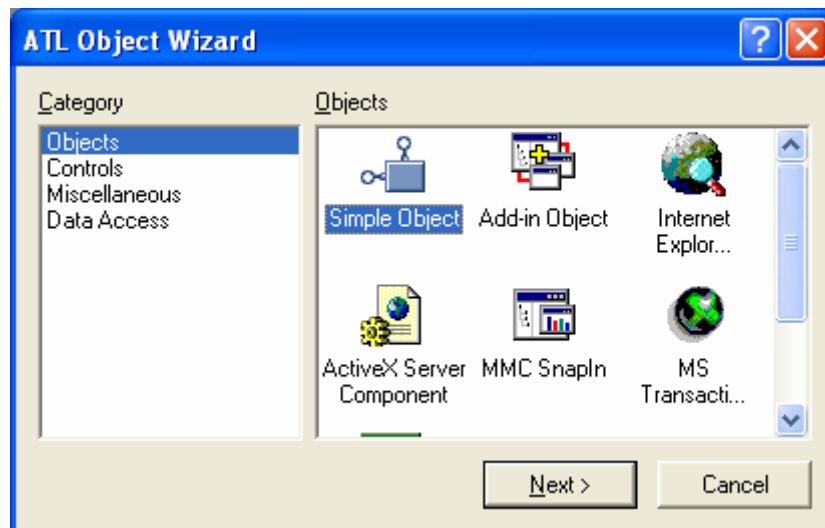 ATL Object Wizard
Category
Objects
Controls
Miscellaneous
Data Access
Objects
Simple Object
Add-in Object
Internet
Explor...
ActiveX Server
Component
MMC SnapIn
MS
Transacti...
Next >
Cancel